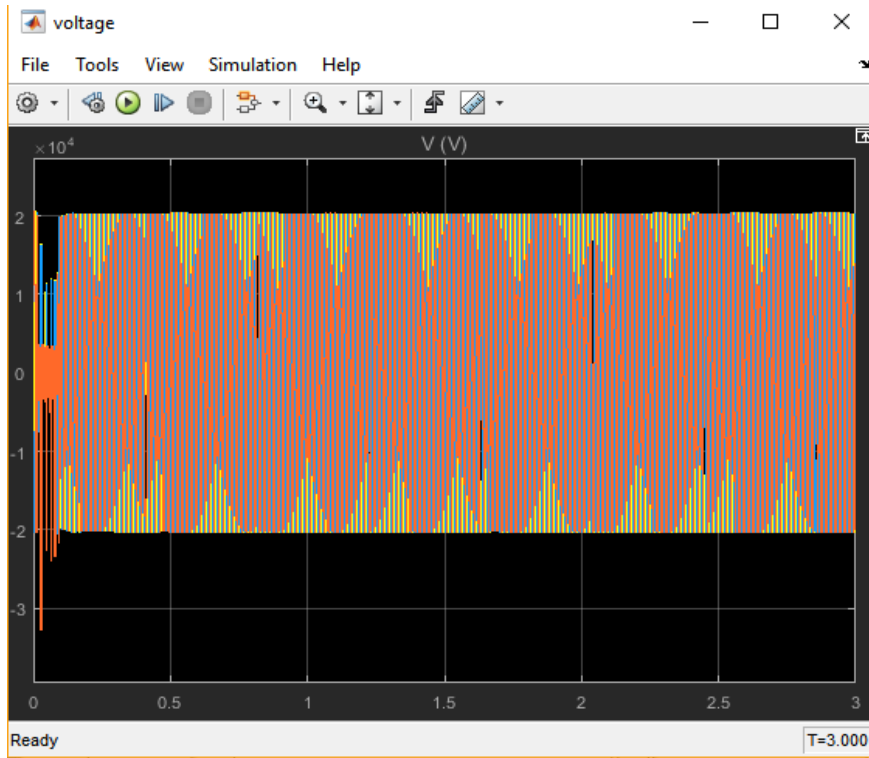 voltage
File Tools View Simulation Help
×10⁴
V (V)
2
1
0
-1
-2
-3
0 0.5 1 1.5 2 2.5 3
Ready T=3.000